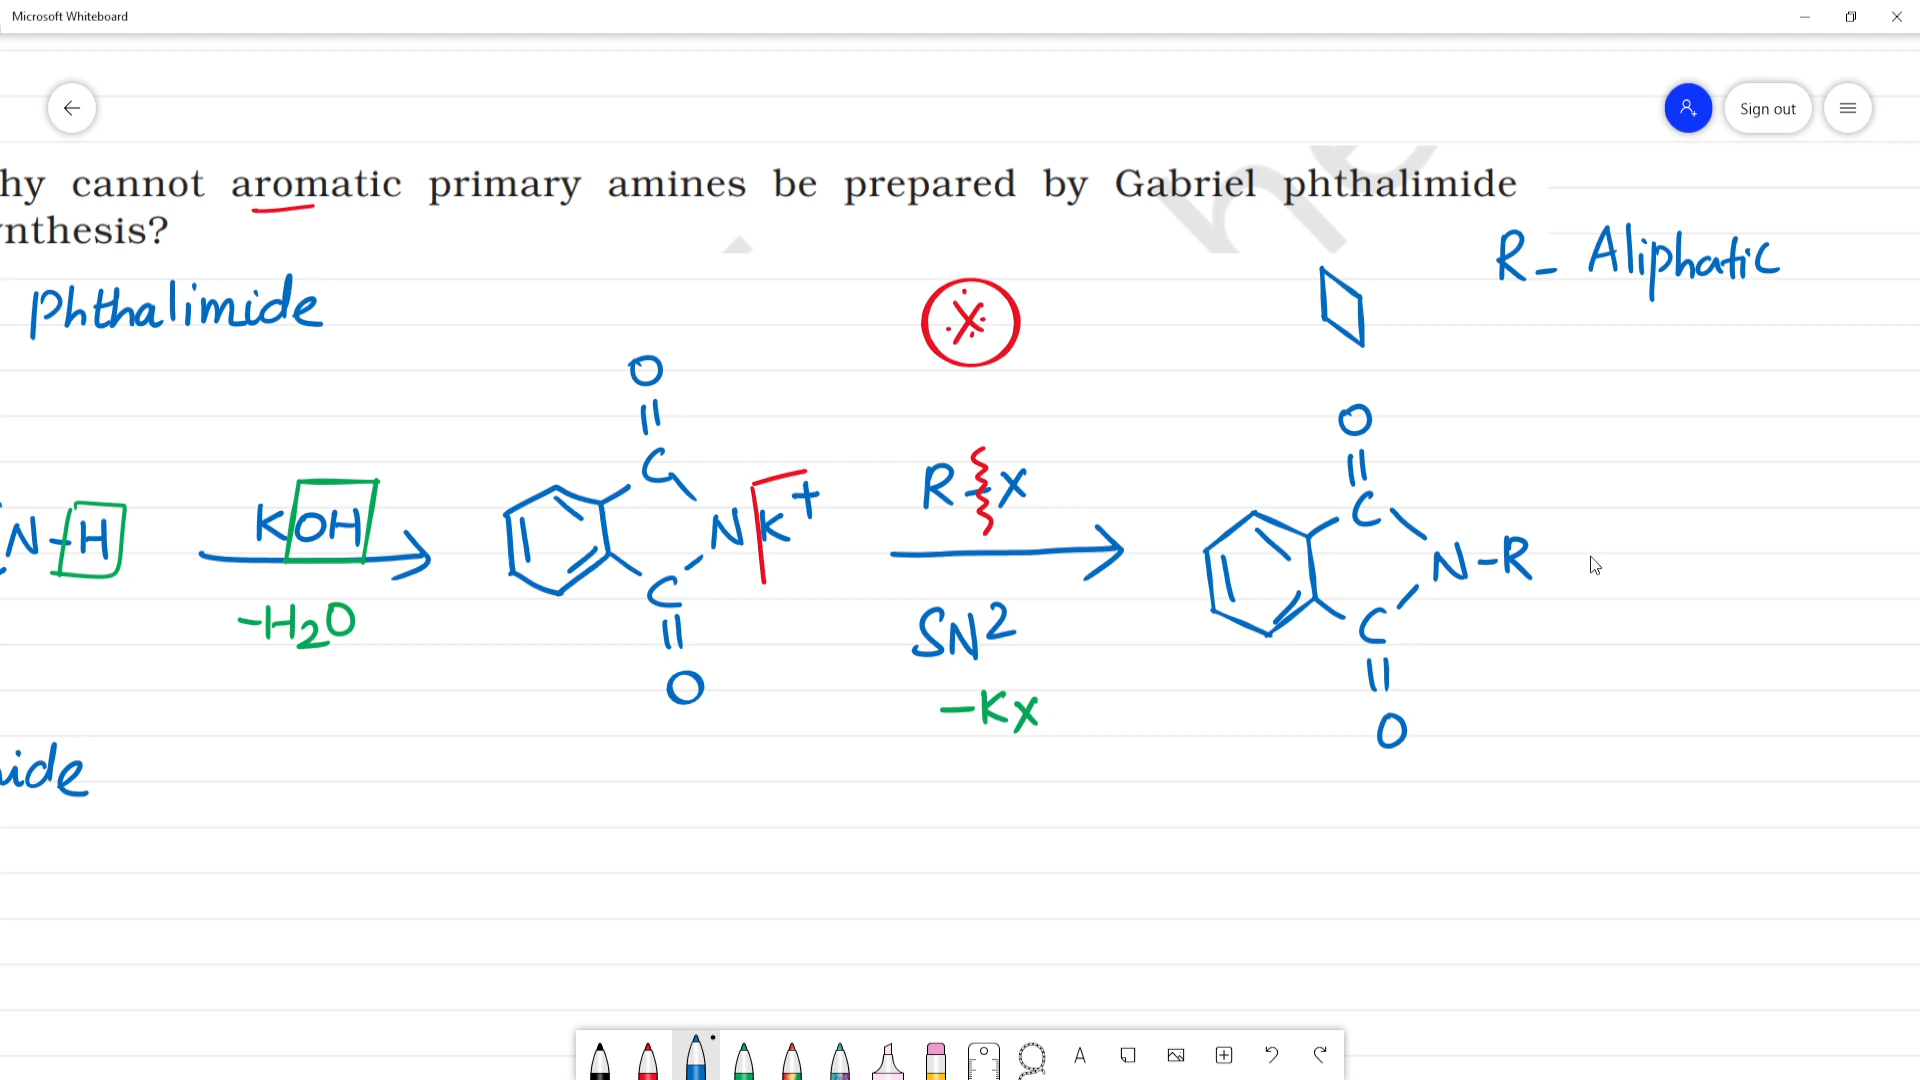 Microsoft Whiteboard
Sign out
hy cannot aromatic primary amines be prepared by Gabriel phthalimide
nthesis?
R- Aliphatic
Phthalimide
X
O
C
N-H
KOH
-H2O
NK+
C
O
R-X
SN2
-KX
O
C
N-R
C
O
ide
A